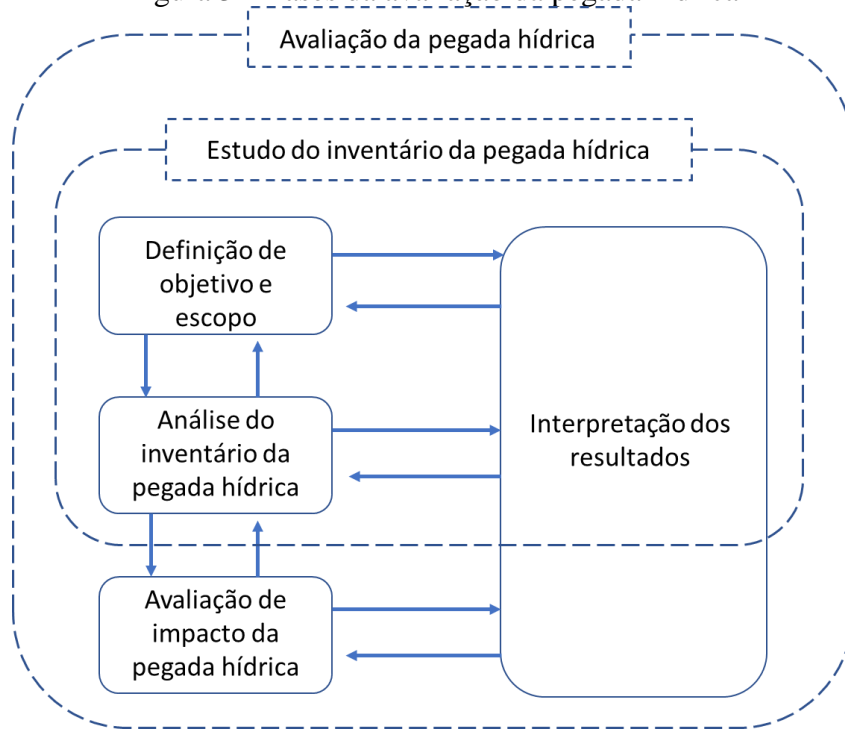 Avaliação da pegada hídrica
Estudo do inventário da pegada hídrica
Definição de
objetivo e
escopo
Análise do
inventário da
pegada hídrica
Interpretação dos
resultados
Avaliação de
impacto da
pegada hídrica